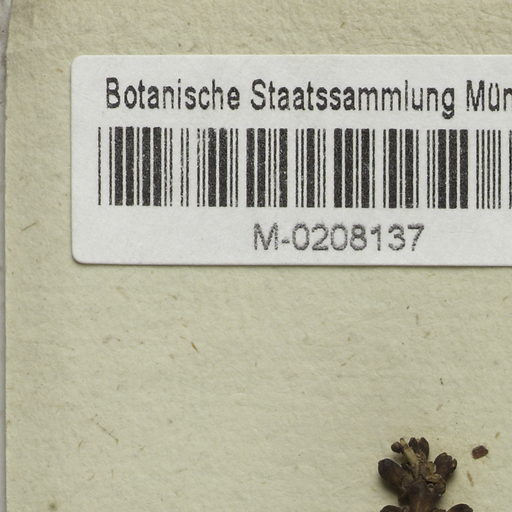 Botanische Staatssammlung Mün
M-0208137